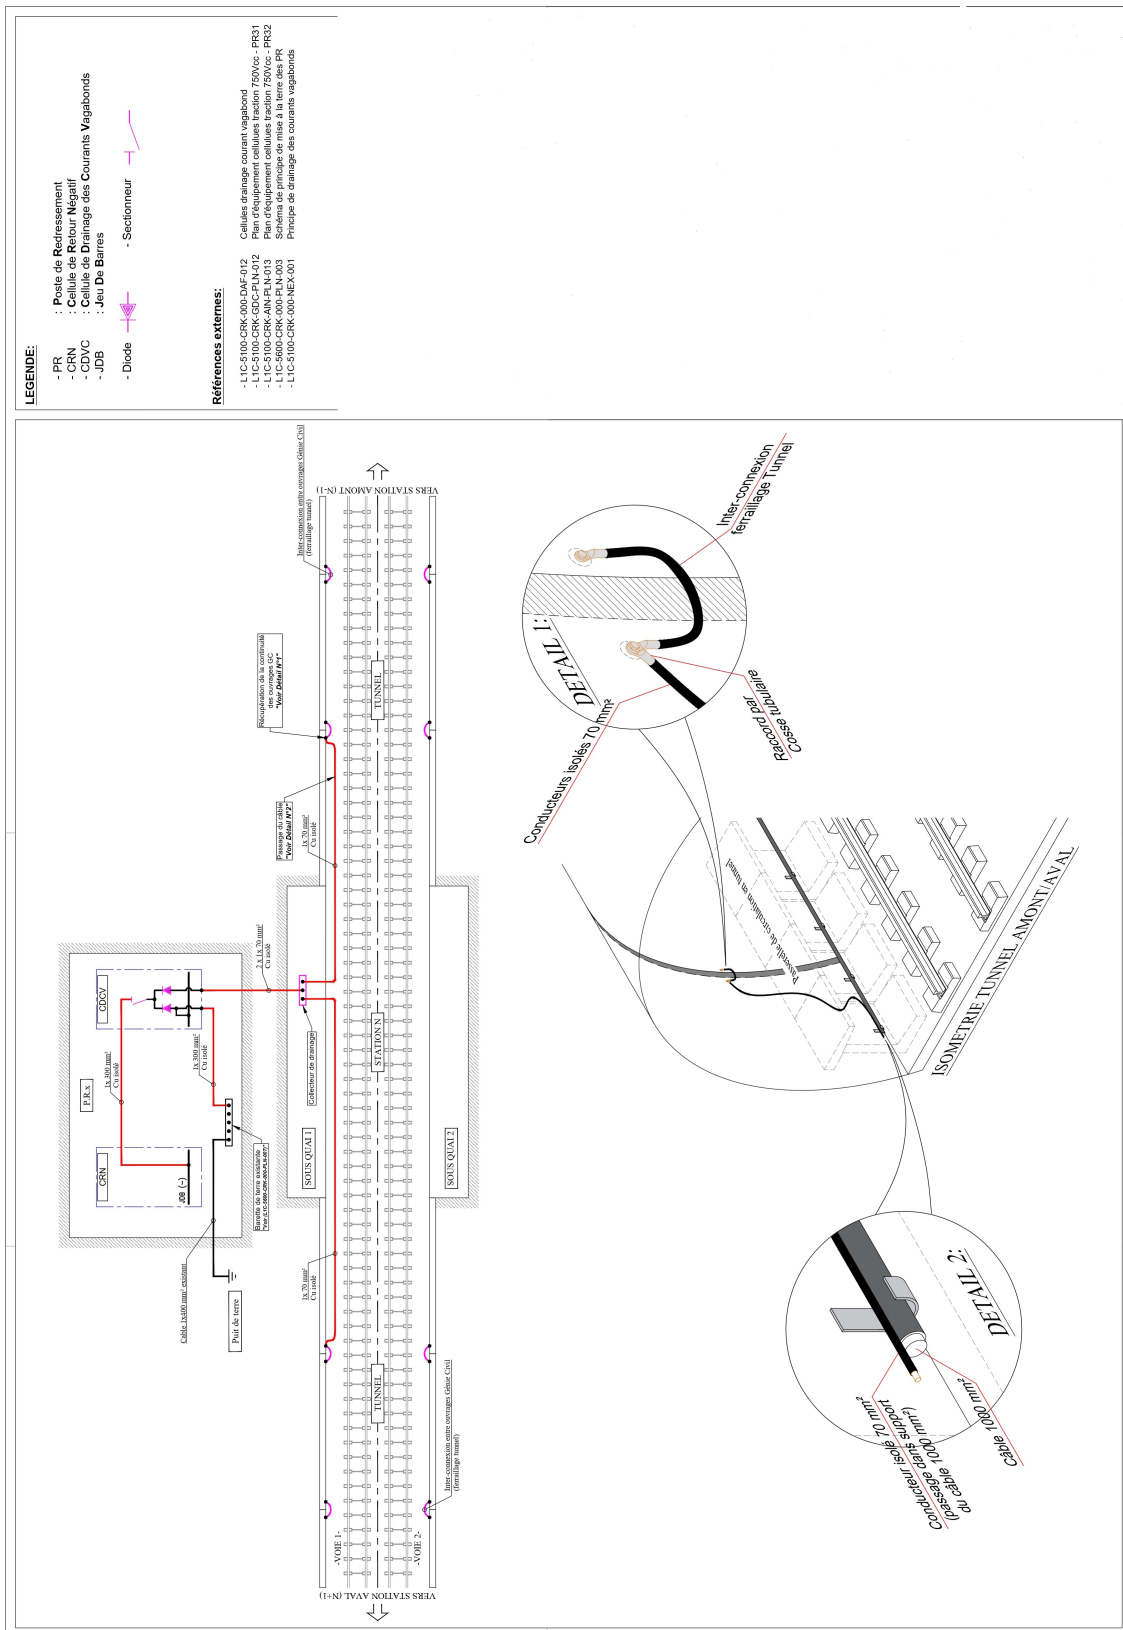 LEGENDE:
- PR : Poste de Redressement
- CRN : Cellule de Retour Négatif
- CDVC : Cellule de Drainage des Courants Vagabonds
- JDB : Jeu De Barres
- Diode
- Sectionneur
Références externes:
- L1C-5100-CRK-000-DAF-012 Cellules drainage courant vagabond
- L1C-5100-CRK-GDC-PLN-012 Plan d'équipement cellulues traction 750Vcc - PR31
- L1C-5100-CRK-AIN-PLN-013 Plan d'équipement cellulues traction 750Vcc - PR32
- L1C-5600-CRK-000-PLN-003 Schéma de principe de mise à la terre des PR
- L1C-5100-CRK-000-NEX-001 Principe de drainage des courants vagabonds
P.R.x
CRN
JDB (-)
CDCV
1x 300 mm²
Cu isolé
1x 300 mm²
Cu isolé
2 x 1x 70 mm²
Cu isolé
Cable 1x400 mm² existant
Puit de terre
Barette de terre existante
Collecteur de drainage
SOUS QUAI 1
STATION N
SOUS QUAI 2
1x 70 mm²
Cu isolé
1x 70 mm²
Cu isolé
Passage du câble
"Voir Détail N°2"
Récupération de la continuité
des ouvrages GC
"Voir Détail N°1"
Inter-connexion entre ouvrages Génie Civil
(ferraillage tunnel)
Inter-connexion entre ouvrages Génie Civil
(ferraillage tunnel)
TUNNEL
TUNNEL
-VOIE 1-
-VOIE 2-
VERS STATION AVAL (N+1)
VERS STATION AMONT (N-1)
DETAIL 1:
Conducteurs isolés 70 mm²
Raccord par
Cosse tubulaire
Inter-connexion
ferraillage Tunnel
Passerelle de circulation en tunnel
ISOMETRIE TUNNEL AMONT/AVAL
DETAIL 2:
Conducteur isolé 70 mm²
(passage dans support
du câble 1000 mm²)
Câble 1000 mm²